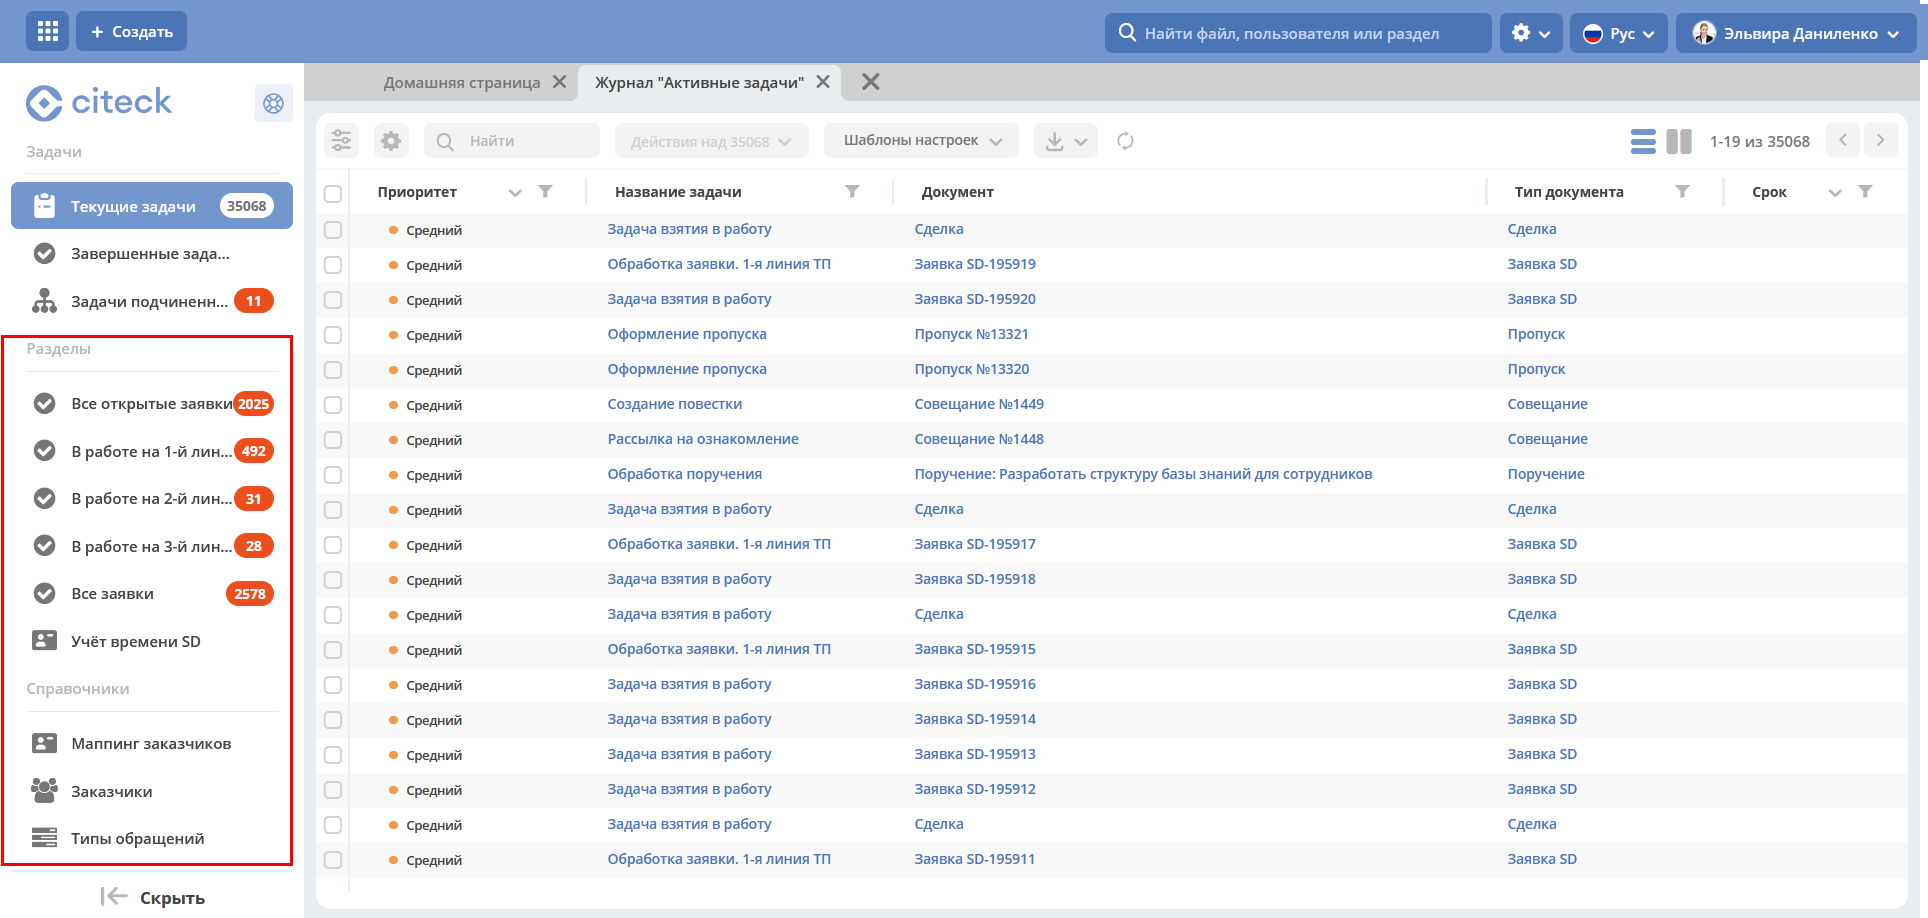 Создать
Найти файл, пользователя или раздел
Рус
Эльвира Даниленко
citeck
Задачи
Текущие задачи 35068
Завершенные зада...
Задачи подчиненн... 11
Разделы
Все открытые заявки 2025
В работе на 1-й лин... 492
В работе на 2-й лин... 31
В работе на 3-й лин... 28
Все заявки 2578
Учёт времени SD
Справочники
Маппинг заказчиков
Заказчики
Типы обращений
Скрыть
Домашняя страница
Журнал "Активные задачи"
Найти
Действия над 35068
Шаблоны настроек
1-19 из 35068
Приоритет Название задачи Документ Тип документа Срок
Средний Задача взятия в работу Сделка Сделка
Средний Обработка заявки. 1-я линия ТП Заявка SD-195919 Заявка SD
Средний Задача взятия в работу Заявка SD-195920 Заявка SD
Средний Оформление пропуска Пропуск №13321 Пропуск
Средний Оформление пропуска Пропуск №13320 Пропуск
Средний Создание повестки Совещание №1449 Совещание
Средний Рассылка на ознакомление Совещание №1448 Совещание
Средний Обработка поручения Поручение: Разработать структуру базы знаний для сотрудников Поручение
Средний Задача взятия в работу Сделка Сделка
Средний Обработка заявки. 1-я линия ТП Заявка SD-195917 Заявка SD
Средний Задача взятия в работу Заявка SD-195918 Заявка SD
Средний Задача взятия в работу Сделка Сделка
Средний Обработка заявки. 1-я линия ТП Заявка SD-195915 Заявка SD
Средний Задача взятия в работу Заявка SD-195916 Заявка SD
Средний Задача взятия в работу Заявка SD-195914 Заявка SD
Средний Задача взятия в работу Заявка SD-195913 Заявка SD
Средний Задача взятия в работу Заявка SD-195912 Заявка SD
Средний Задача взятия в работу Сделка Сделка
Средний Обработка заявки. 1-я линия ТП Заявка SD-195911 Заявка SD